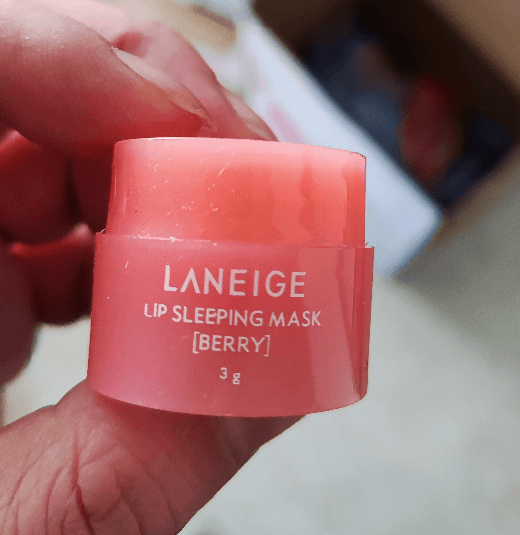 LANEIGE
LIP SLEEPING MASK
[BERRY]
3 g